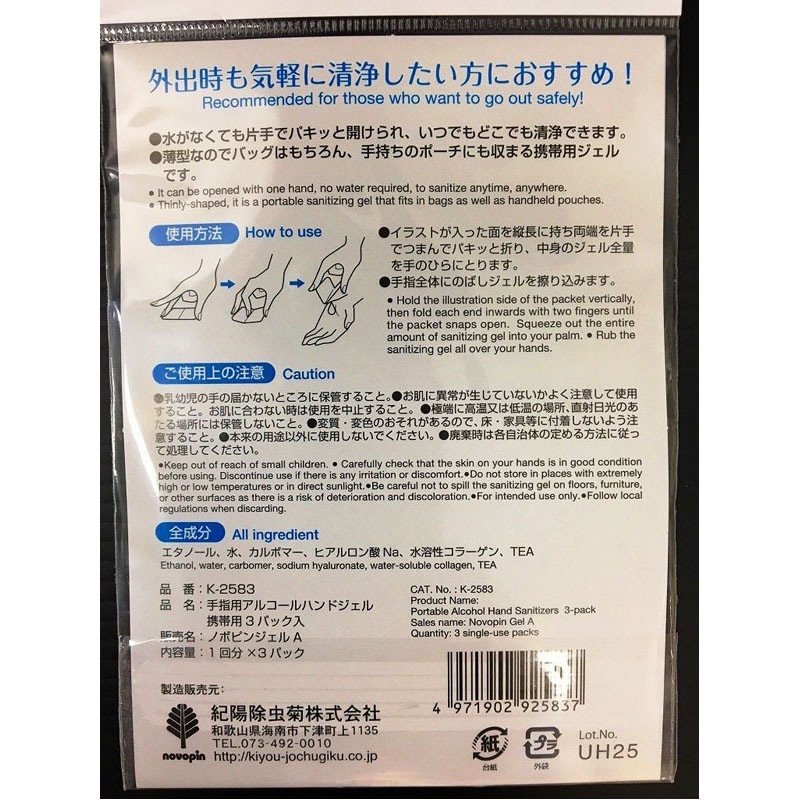 外出時も気軽に清浄したい方におすすめ！
Recommended for those who want to go out safely!
●水がなくても片手でパキッと開けられ、いつでもどこでも清浄できます。
●薄型なのでバッグはもちろん、手持ちのポーチにも収まる携帯用ジェル
です。
● It can be opened with one hand, no water required, to sanitize anytime, anywhere.
● Thinly-shaped, it is a portable sanitizing gel that fits in bags as well as handheld pouches.
使用方法 How to use
●イラストが入った面を縦長に持ち両端を片手
でつまんでパキッと折り、中身のジェル全量
を手のひらにとります。
●手指全体にのばしジェルを擦り込みます。
● Hold the illustration side of the packet vertically,
then fold each end inwards with two fingers until
the packet snaps open. Squeeze out the entire
amount of sanitizing gel into your palm. ● Rub the
sanitizing gel all over your hands.
ご使用上の注意 Caution
●乳幼児の手の届かないところに保管すること。●お肌に異常が生じていないかよく注意して使用
すること。お肌に合わない時は使用を中止すること。●極端に高温又は低温の場所、直射日光のあ
たる場所には保管しないこと。●変質・変色のおそれがあるので、床・家具等に付着しないよう注
意すること。●本来の用途以外に使用しないでください。●廃棄時は各自治体の定める方法に従っ
て処理してください。
●Keep out of reach of small children. ● Carefully check that the skin on your hands is in good condition
before using. Discontinue use if there is any irritation or discomfort.●Do not store in places with extremely
high or low temperatures or in direct sunlight.●Be careful not to spill the sanitizing gel on floors, furniture,
or other surfaces as there is a risk of deterioration and discoloration.●For intended use only.●Follow local
regulations when discarding.
全成分 All ingredient
エタノール、水、カルボマー、ヒアルロン酸Na、水溶性コラーゲン、TEA
Ethanol, water, carbomer, sodium hyaluronate, water-soluble collagen, TEA
品 番：K-2583
品 名：手指用アルコールハンドジェル
携帯用3パック入
販売名：ノボピンジェルA
内容量：1回分×3パック
CAT. No. : K-2583
Product Name:
Portable Alcohol Hand Sanitizers 3-pack
Sales name: Novopin Gel A
Quantity: 3 single-use packs
製造販売元：
novopin
紀陽除虫菊株式会社
和歌山県海南市下津町上1135
TEL.073-492-0010
http://kiyou-jochugiku.co.jp
4 971902 925837
紙
台紙
プラ
外袋
Lot.No.
UH25